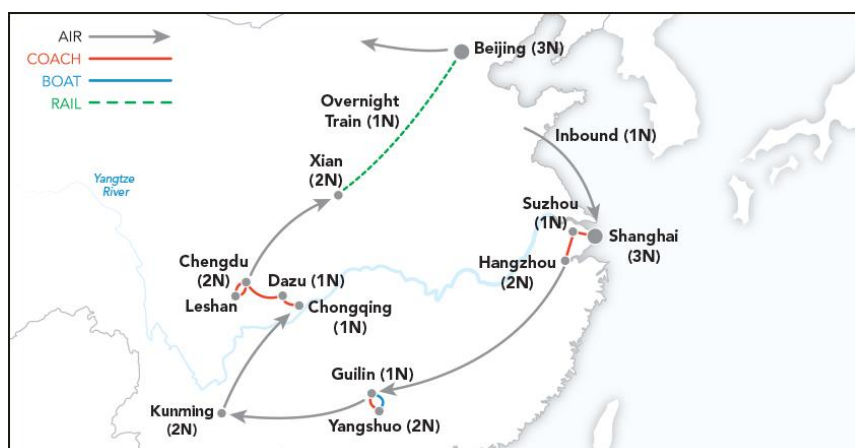 AIR
COACH
BOAT
RAIL
Beijing (3N)
Overnight
Train (1N)
Inbound (1N)
Xian
(2N)
Yangtze
River
Suzhou
(1N)
Shanghai
(3N)
Hangzhou
(2N)
Chengdu
(2N)
Dazu (1N)
Leshan
Chongqing
(1N)
Guilin (1N)
Kunming
(2N)
Yangshuo (2N)